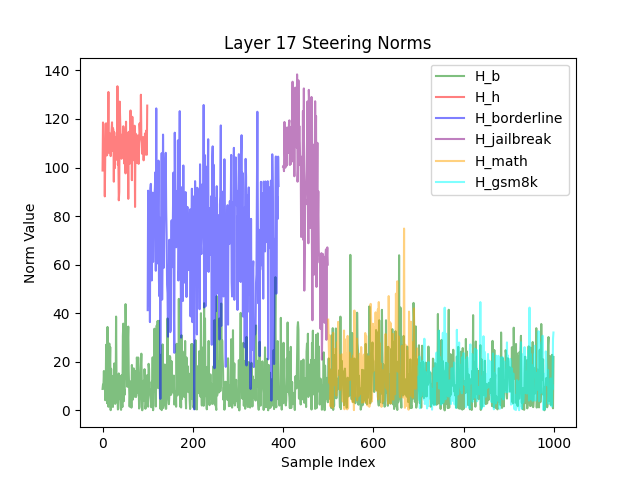 Layer 17 Steering Norms
Norm Value
140
120
100
80
60
40
20
0
0
200
400
600
800
1000
Sample Index
H_b
H_h
H_borderline
H_jailbreak
H_math
H_gsm8k